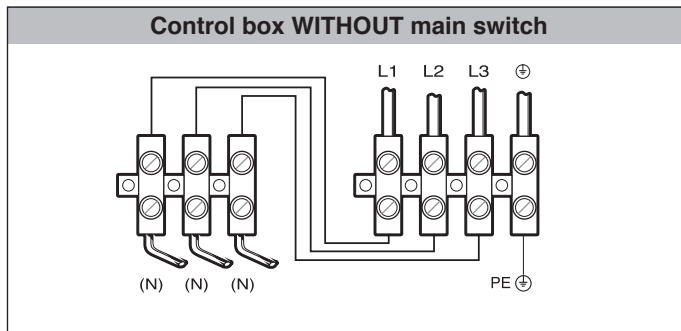 Control box WITHOUT main switch
L1 L2 L3
(N) (N) (N) PE